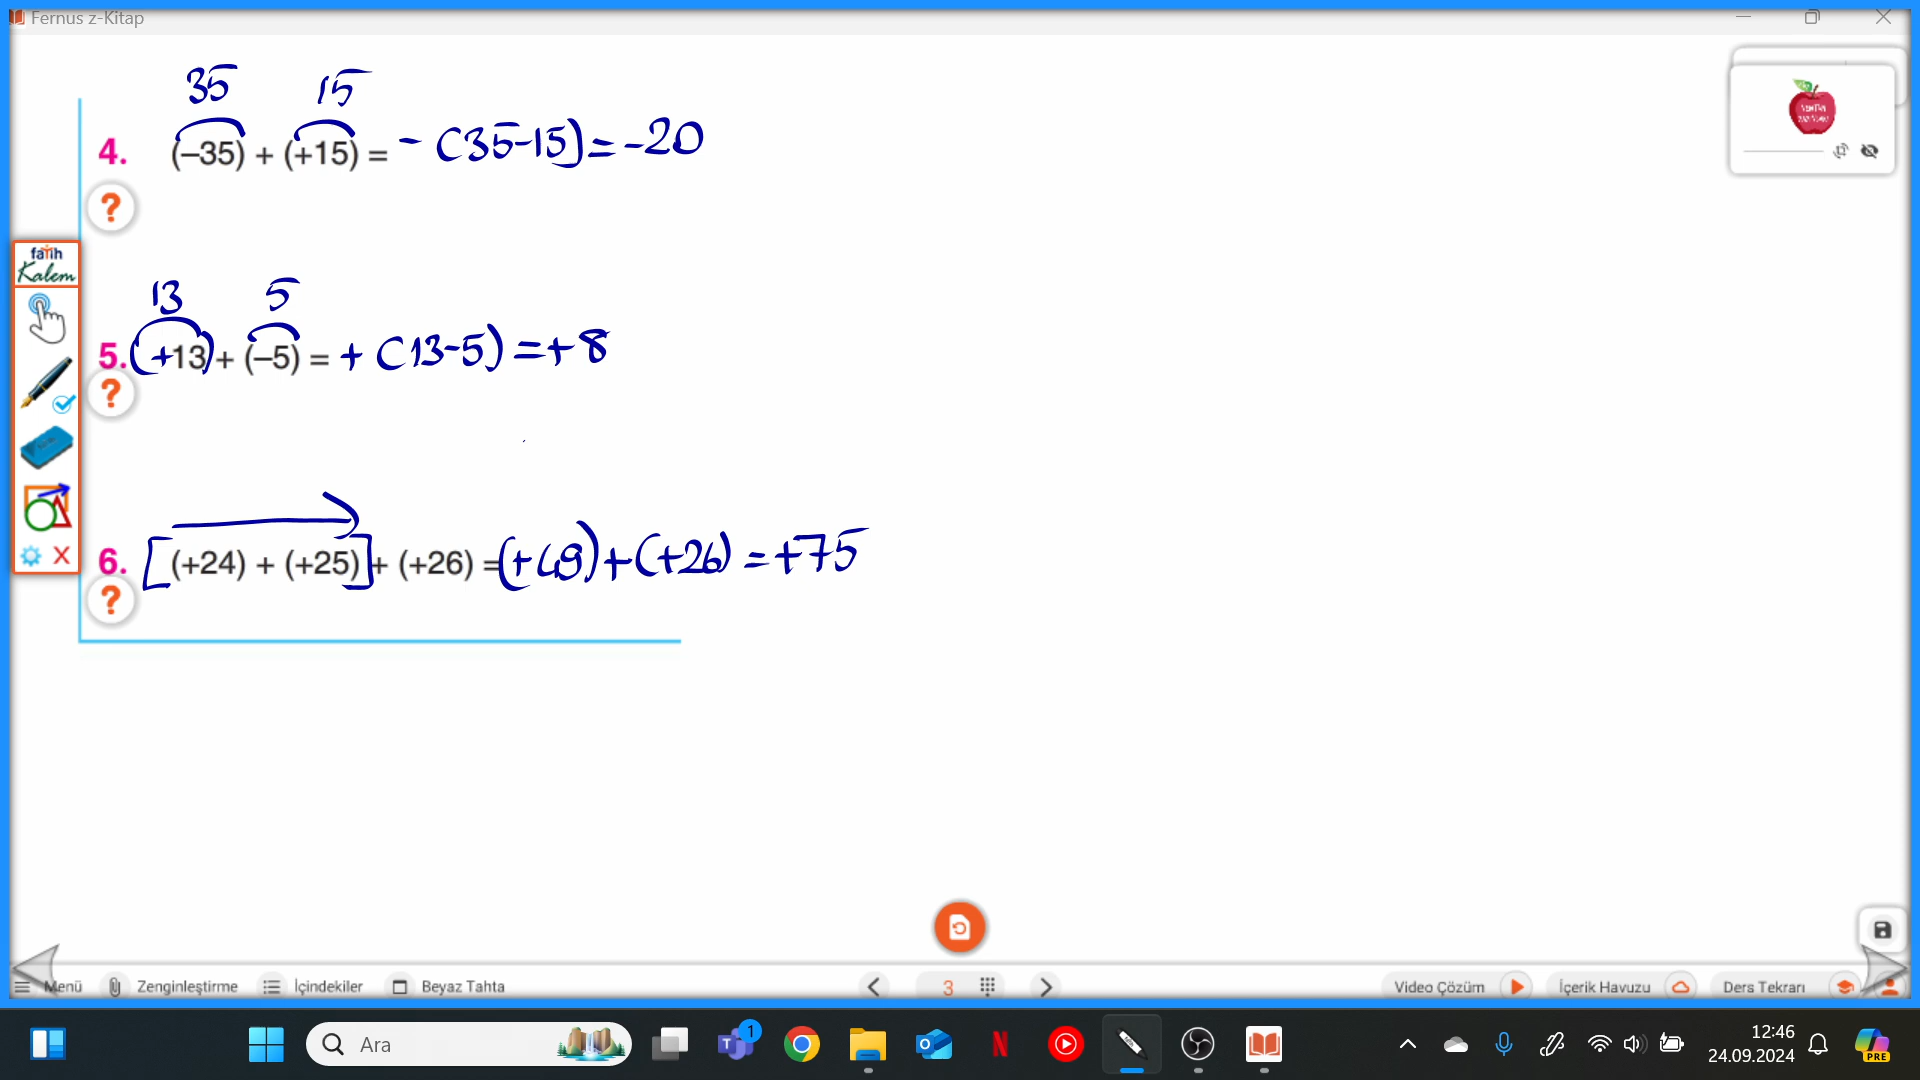 Fernus z-Kitap
35 15
4. (–35) + (+15) = - (35-15) = -20
?
fatih
Kalem
13 5
5. (+13) + (–5) = + (13-5) = +8
?
6. [(+24) + (+25)] + (+26) = (+49) + (+26) = +75
?
Menü Zenginleştirme İçindekiler Beyaz Tahta 3 Video Çözüm İçerik Havuzu Ders Tekrarı
Ara 1 12:46
24.09.2024
PRE